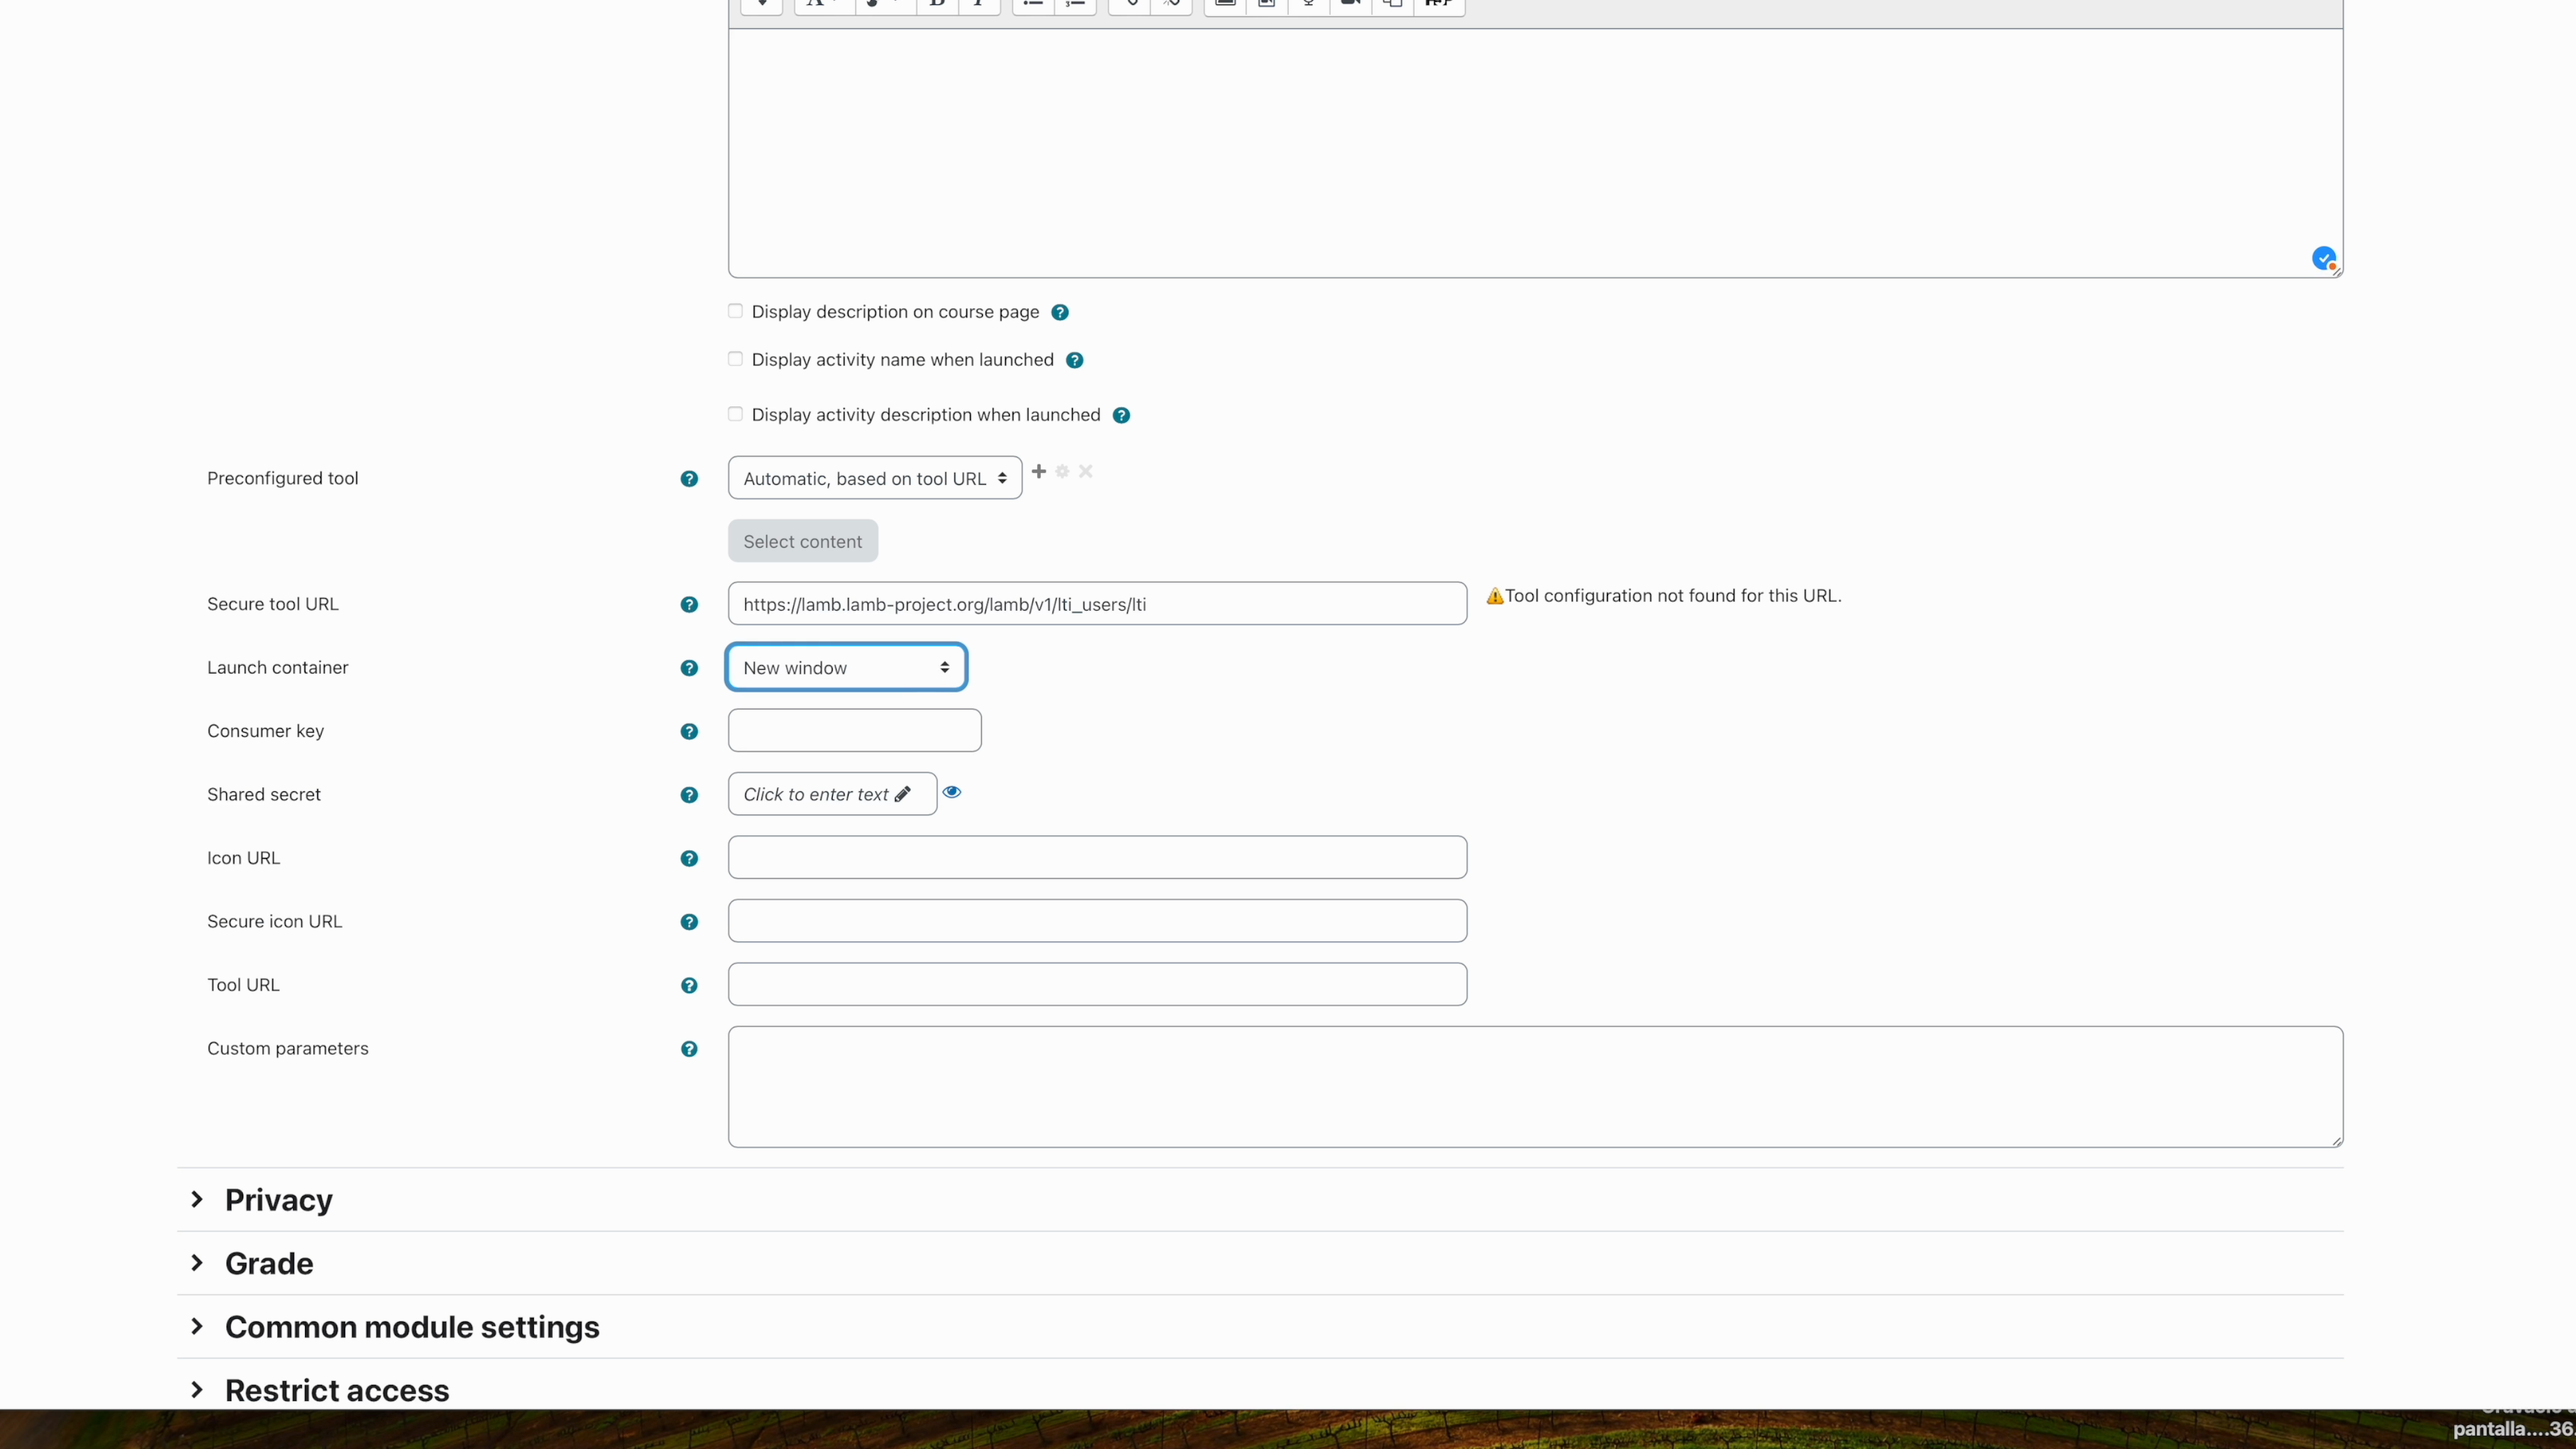 Display description on course page
Display activity name when launched
Display activity description when launched
Preconfigured tool
Automatic, based on tool URL
Select content
Secure tool URL
https://lamb.lamb-project.org/lamb/v1/lti_users/lti
⚠Tool configuration not found for this URL.
Launch container
New window
Consumer key
Shared secret
Click to enter text
Icon URL
Secure icon URL
Tool URL
Custom parameters
Privacy
Grade
Common module settings
Restrict access
pantalla....36